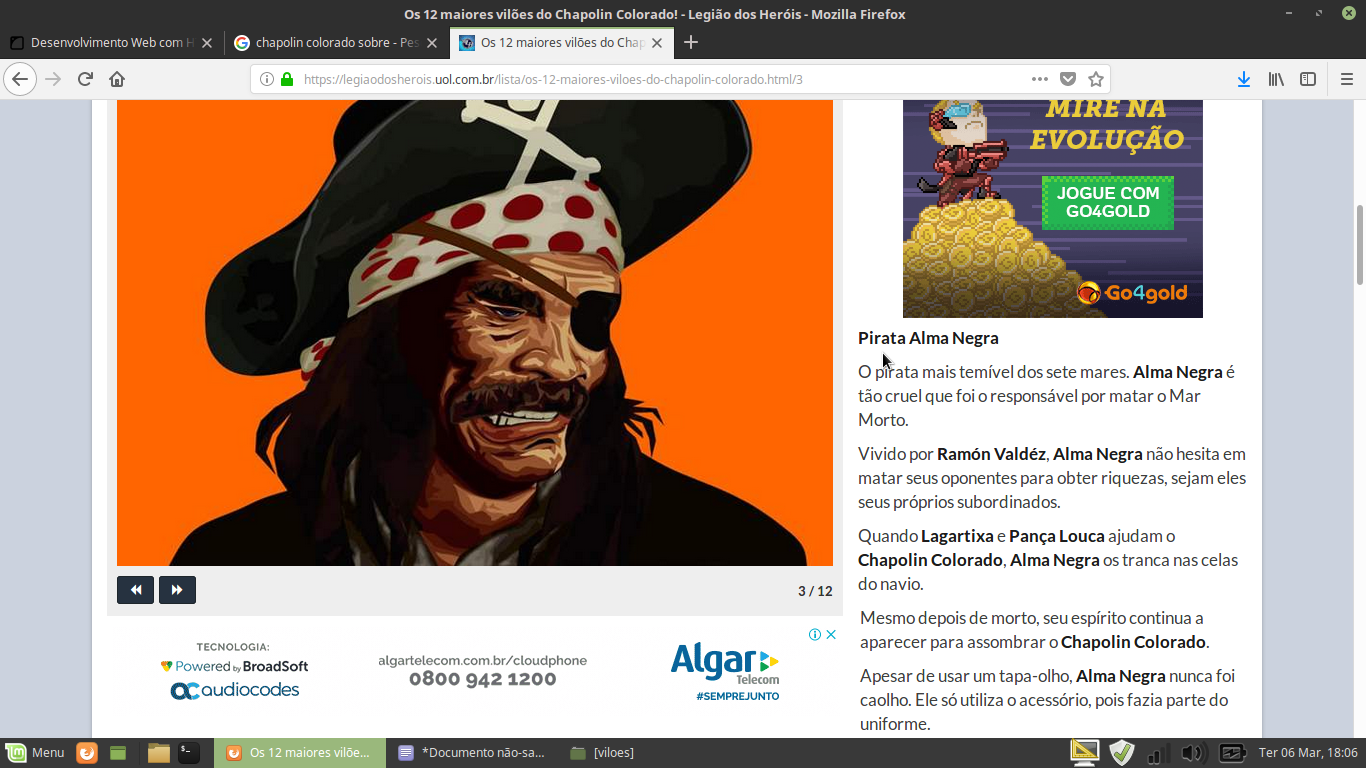 Os 12 maiores vilões do Chapolin Colorado! - Legião dos Heróis - Mozilla Firefox
Desenvolvimento Web com H
chapolin colorado sobre - Pes
Os 12 maiores vilões do Chap
https://legiaodosherois.uol.com.br/lista/os-12-maiores-viloes-do-chapolin-colorado.html/3
MIRE NA
EVOLUÇÃO
JOGUE COM
GO4GOLD
Go4gold
Pirata Alma Negra
O pirata mais temível dos sete mares. Alma Negra é
tão cruel que foi o responsável por matar o Mar
Morto.
Vivido por Ramón Valdéz, Alma Negra não hesita em
matar seus oponentes para obter riquezas, sejam eles
seus próprios subordinados.
Quando Lagartixa e Pança Louca ajudam o
Chapolin Colorado, Alma Negra os tranca nas celas
do navio.
Mesmo depois de morto, seu espírito continua a
aparecer para assombrar o Chapolin Colorado.
Apesar de usar um tapa-olho, Alma Negra nunca foi
caolho. Ele só utiliza o acessório, pois fazia parte do
uniforme.
3 / 12
TECNOLOGIA:
Powered by BroadSoft
audiocodes
algartelecom.com.br/cloudphone
0800 942 1200
Algar
Telecom
#SEMPREJUNTO
Menu
Os 12 maiores vilõe...
*Documento não-sa...
[viloes]
Ter 06 Mar, 18:06